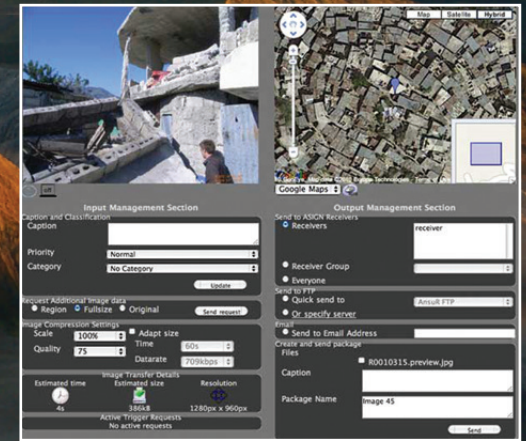 Map Satelite Hybrid
off
Google Maps
Input Management Section
Caption and Classification
Caption
Priority
Normal
Category
No Category
Update
Request Additional Image data
Region Fullsize Original
Send request
Image Compression Settings
Scale
100%
Adapt size
Quality
75
Time
60s
Datarate
709kbps
Image Transfer Details
Estimated time
Estimated size
Resolution
4s
386kB
1280px x 960px
Active Trigger Requests
No active requests
Output Management Section
Send to ASIGN Receivers
Receivers
receiver
Receiver Group
Everyone
Send to FTP
Quick send to
AnsuR FTP
Or specify server
Email
Send to Email Address
Create and send package
Files
R0010315.preview.jpg
Caption
Package Name
Image 45
Send